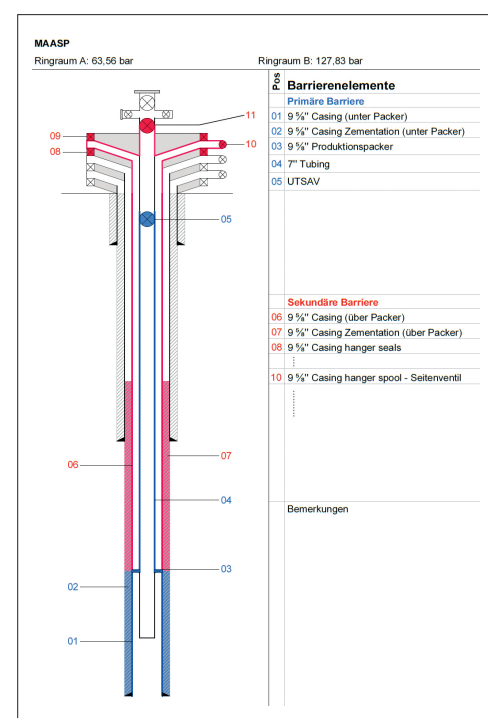 MAASP
Ringraum A: 63,56 bar Ringraum B: 127,83 bar
Pos Barrierenelemente
Primäre Barriere
01 9 ⅝" Casing (unter Packer)
02 9 ⅝" Casing Zementation (unter Packer)
03 9 ⅝" Produktionspacker
04 7" Tubing
05 UTSAV
Sekundäre Barriere
06 9 ⅝" Casing (über Packer)
07 9 ⅝" Casing Zementation (über Packer)
08 9 ⅝" Casing hanger seals
10 9 ⅝" Casing hanger spool - Seitenventil
Bemerkungen
11
09
10
08
05
07
06
04
03
02
01